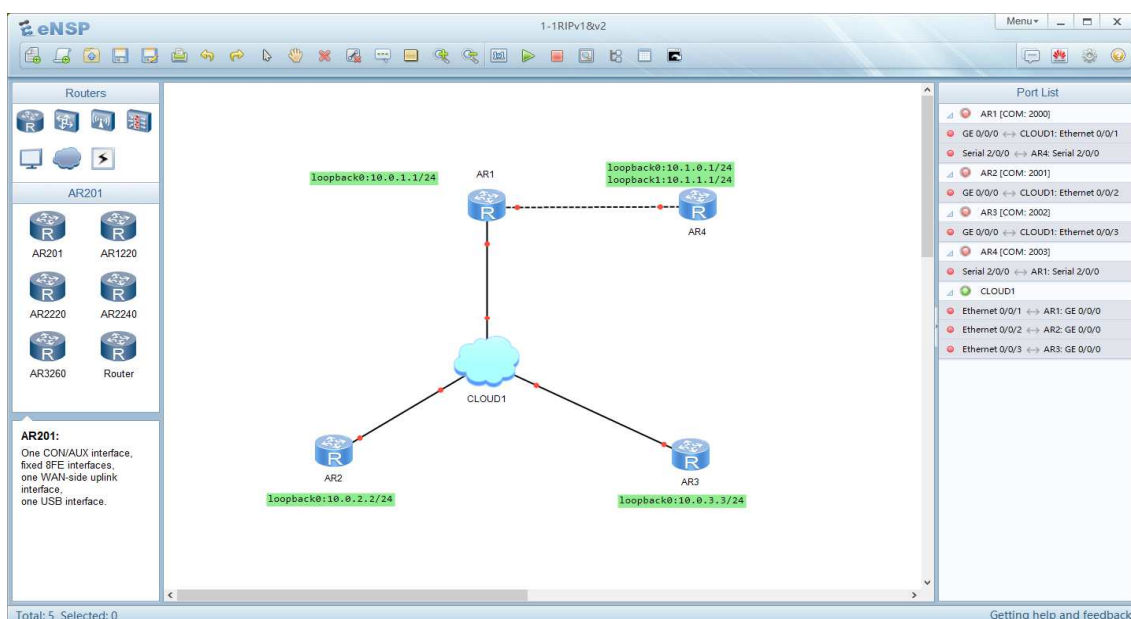 eNSP
1-1RIPv1&v2
Menu
Routers
AR201
AR201
AR1220
AR2220
AR2240
AR3260
Router
AR201:
One CON/AUX interface,
fixed 8FE interfaces,
one WAN-side uplink
interface,
one USB interface.
loopback0:10.0.1.1/24
AR1
loopback0:10.1.0.1/24
loopback1:10.1.1.1/24
AR4
CLOUD1
AR2
loopback0:10.0.2.2/24
AR3
loopback0:10.0.3.3/24
Port List
AR1 [COM: 2000]
GE 0/0/0 ↔ CLOUD1: Ethernet 0/0/1
Serial 2/0/0 ↔ AR4: Serial 2/0/0
AR2 [COM: 2001]
GE 0/0/0 ↔ CLOUD1: Ethernet 0/0/2
AR3 [COM: 2002]
GE 0/0/0 ↔ CLOUD1: Ethernet 0/0/3
AR4 [COM: 2003]
Serial 2/0/0 ↔ AR1: Serial 2/0/0
CLOUD1
Ethernet 0/0/1 ↔ AR1: GE 0/0/0
Ethernet 0/0/2 ↔ AR2: GE 0/0/0
Ethernet 0/0/3 ↔ AR3: GE 0/0/0
Total: 5 Selected: 0
Getting help and feedback